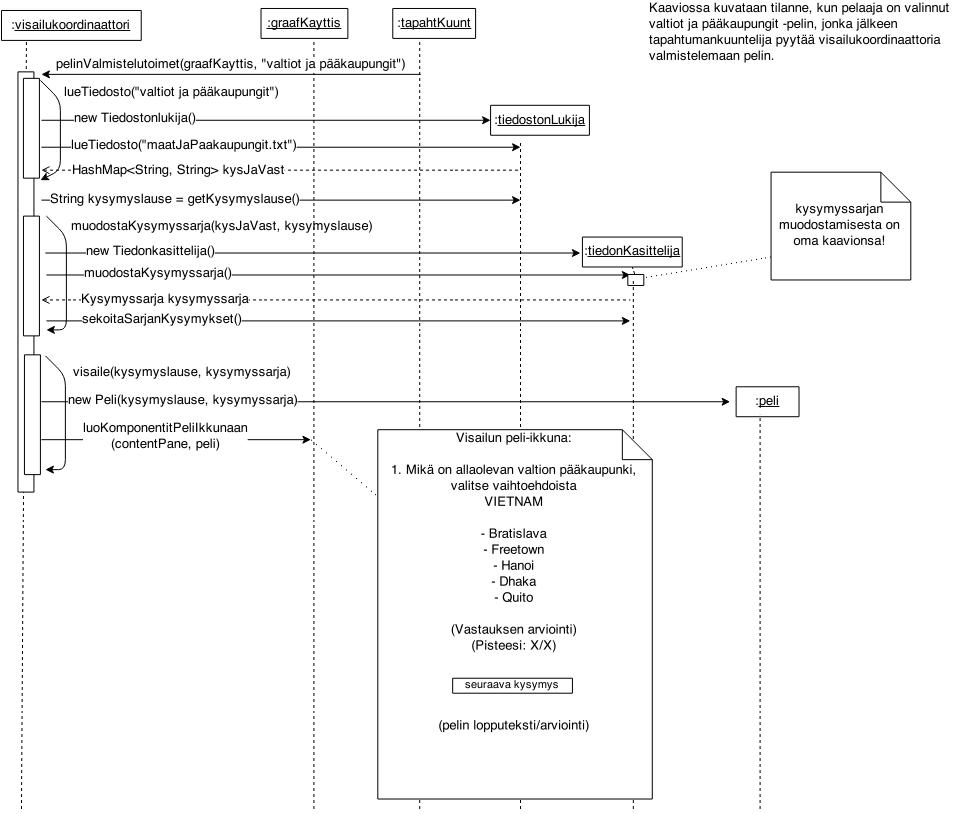 :visailukoordinaattori
:graafKayttis
:tapahtKuunt
Kaaviossa kuvataan tilanne, kun pelaaja on valinnut
valtiot ja pääkaupungit -pelin, jonka jälkeen
tapahtumankuuntelija pyytää visailukoordinaattoria
valmistelemaan pelin.
pelinValmistelutoimet(graafKayttis, "valtiot ja pääkaupungit")
lueTiedosto("valtiot ja pääkaupungit")
new Tiedostonlukija()
:tiedostonLukija
lueTiedosto("maatJaPaakaupungit.txt")
HashMap<String, String> kysJaVast
String kysymyslause = getKysymyslause()
kysymyssarjan
muodostamisesta on
oma kaavionsa!
muodostaKysymyssarja(kysJaVast, kysymyslause)
new Tiedonkasittelija()
:tiedonKasittelija
muodostaKysymyssarja()
Kysymyssarja kysymyssarja
sekoitaSarjanKysymykset()
visaile(kysymyslause, kysymyssarja)
new Peli(kysymyslause, kysymyssarja)
:peli
luoKomponentitPeliIkkunaan
(contentPane, peli)
Visailun peli-ikkuna:
1. Mikä on allaolevan valtion pääkaupunki,
valitse vaihtoehdoista
VIETNAM
- Bratislava
- Freetown
- Hanoi
- Dhaka
- Quito
(Vastauksen arviointi)
(Pisteesi: X/X)
seuraava kysymys
(pelin lopputeksti/arviointi)